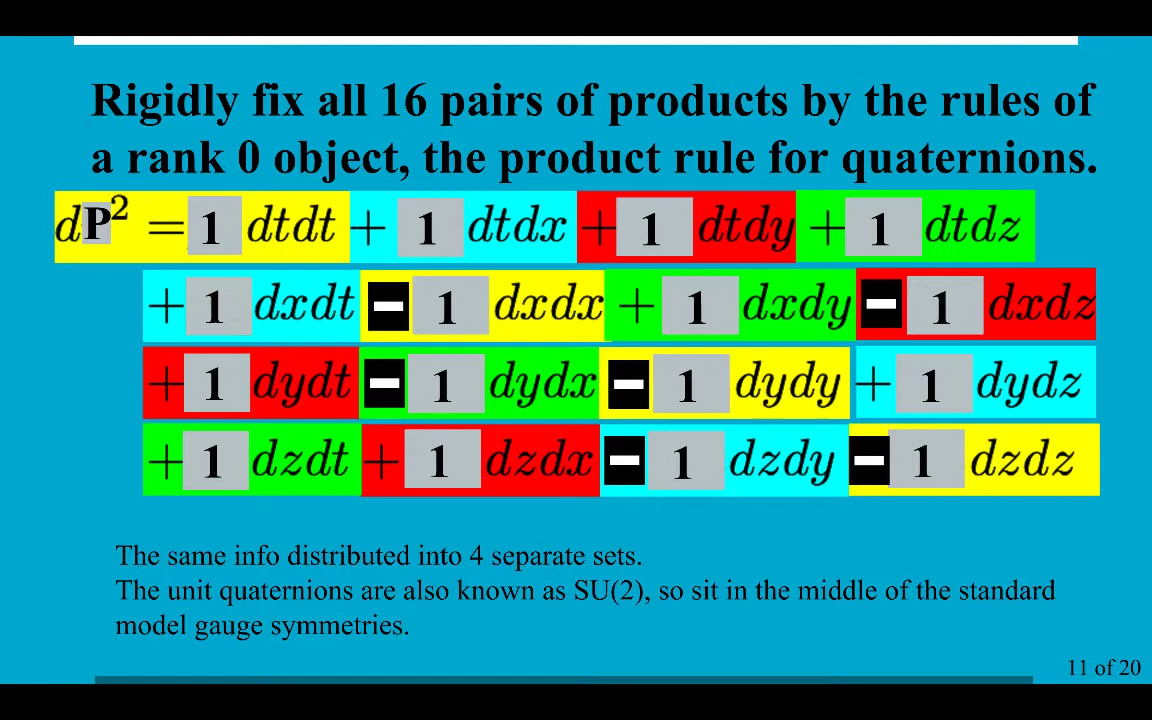 Rigidly fix all 16 pairs of products by the rules of
a rank 0 object, the product rule for quaternions.
dP² = 1 dtdt + 1 dtdx + 1 dtdy + 1 dtdz
+ 1 dxdt − 1 dxdx + 1 dxdy − 1 dxdz
+ 1 dydt − 1 dydx − 1 dydy + 1 dydz
+ 1 dzdt + 1 dzdx − 1 dzdy − 1 dzdz
The same info distributed into 4 separate sets.
The unit quaternions are also known as SU(2), so sit in the middle of the standard
model gauge symmetries.
11 of 20